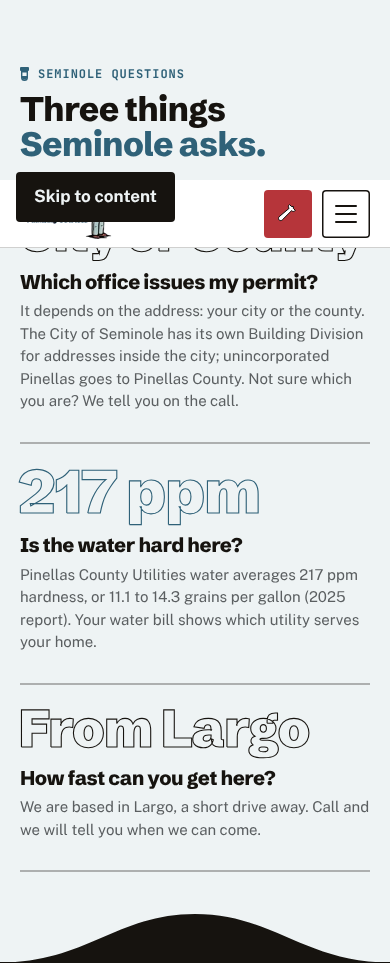 SEMINOLE QUESTIONS
Three things
Seminole asks.
Skip to content
City or County
Which office issues my permit?
It depends on the address: your city or the county.
The City of Seminole has its own Building Division
for addresses inside the city; unincorporated
Pinellas goes to Pinellas County. Not sure which
you are? We tell you on the call.
217 ppm
Is the water hard here?
Pinellas County Utilities water averages 217 ppm
hardness, or 11.1 to 14.3 grains per gallon (2025
report). Your water bill shows which utility serves
your home.
From Largo
How fast can you get here?
We are based in Largo, a short drive away. Call and
we will tell you when we can come.